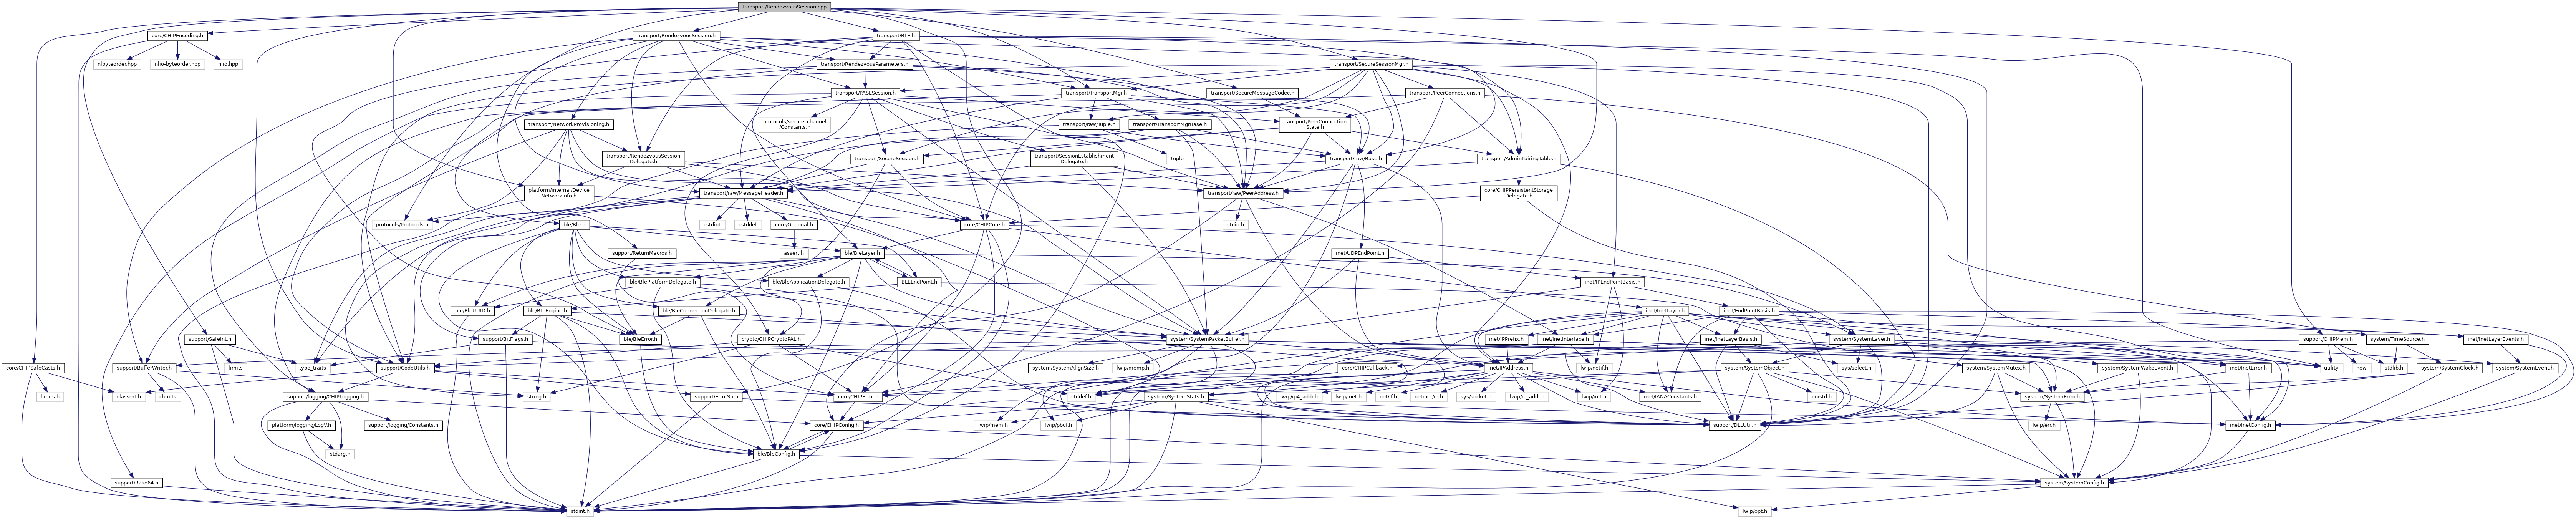 transport/RendezvousSession.cpp
core/CHIPEncoding.h
transport/RendezvousSession.h
transport/BLE.h
nlbyteorder.hpp
nlio-byteorder.hpp
nlio.hpp
transport/RendezvousParameters.h
transport/SecureSessionMgr.h
transport/PASESession.h
transport/TransportMgr.h
transport/SecureMessageCodec.h
transport/PeerConnections.h
transport/NetworkProvisioning.h
protocols/secure_channel
/Constants.h
transport/raw/Tuple.h
transport/TransportMgrBase.h
transport/PeerConnection
State.h
transport/RendezvousSession
Delegate.h
transport/SecureSession.h
transport/SessionEstablishment
Delegate.h
tuple
transport/raw/Base.h
transport/AdminPairingTable.h
platform/internal/Device
NetworkInfo.h
transport/raw/MessageHeader.h
transport/raw/PeerAddress.h
core/CHIPPersistentStorage
Delegate.h
protocols/Protocols.h
ble/Ble.h
cstdint
cstddef
core/Optional.h
core/CHIPCore.h
stdio.h
support/ReturnMacros.h
assert.h
ble/BleLayer.h
inet/UDPEndPoint.h
ble/BlePlatformDelegate.h
ble/BleApplicationDelegate.h
BLEEndPoint.h
inet/IPEndPointBasis.h
ble/BleUUID.h
ble/BtpEngine.h
ble/BleConnectionDelegate.h
inet/InetLayer.h
inet/EndPointBasis.h
support/SafeInt.h
support/BitFlags.h
ble/BleError.h
crypto/CHIPCryptoPAL.h
system/SystemPacketBuffer.h
inet/IPPrefix.h
inet/InetInterface.h
inet/InetLayerBasis.h
system/SystemLayer.h
support/CHIPMem.h
system/TimeSource.h
inet/InetLayerEvents.h
core/CHIPSafeCasts.h
support/BufferWriter.h
limits
type_traits
support/CodeUtils.h
system/SystemAlignSize.h
lwip/memp.h
core/CHIPCallback.h
inet/IPAddress.h
lwip/netif.h
system/SystemObject.h
sys/select.h
system/SystemMutex.h
system/SystemWakeEvent.h
inet/InetError.h
utility
new
stdlib.h
system/SystemClock.h
system/SystemEvent.h
limits.h
nlassert.h
climits
support/logging/CHIPLogging.h
string.h
support/ErrorStr.h
core/CHIPError.h
stddef.h
system/SystemStats.h
lwip/ip4_addr.h
lwip/inet.h
net/if.h
netinet/in.h
sys/socket.h
lwip/ip_addr.h
lwip/init.h
inet/IANAConstants.h
unistd.h
system/SystemError.h
platform/logging/LogV.h
support/logging/Constants.h
core/CHIPConfig.h
lwip/mem.h
lwip/pbuf.h
support/DLLUtil.h
lwip/err.h
inet/InetConfig.h
stdarg.h
ble/BleConfig.h
support/Base64.h
system/SystemConfig.h
stdint.h
lwip/opt.h